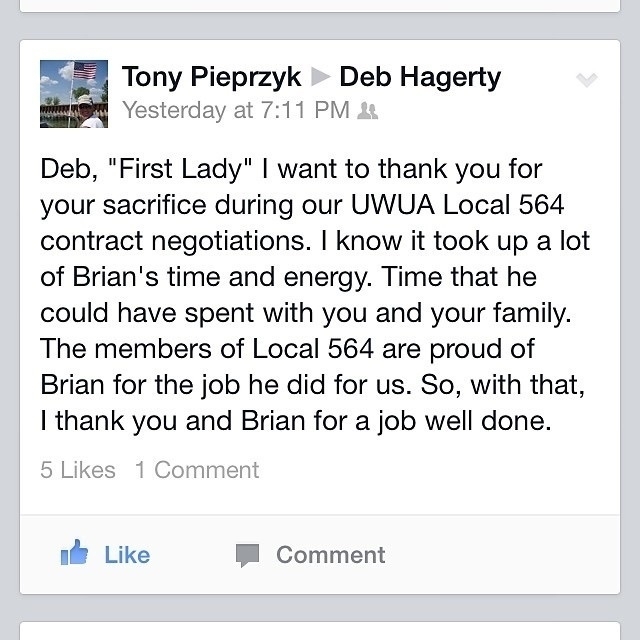 Tony Pieprzyk ▶ Deb Hagerty
Yesterday at 7:11 PM
Deb, "First Lady" I want to thank you for
your sacrifice during our UWUA Local 564
contract negotiations. I know it took up a lot
of Brian's time and energy. Time that he
could have spent with you and your family.
The members of Local 564 are proud of
Brian for the job he did for us. So, with that,
I thank you and Brian for a job well done.
5 Likes 1 Comment
Like Comment